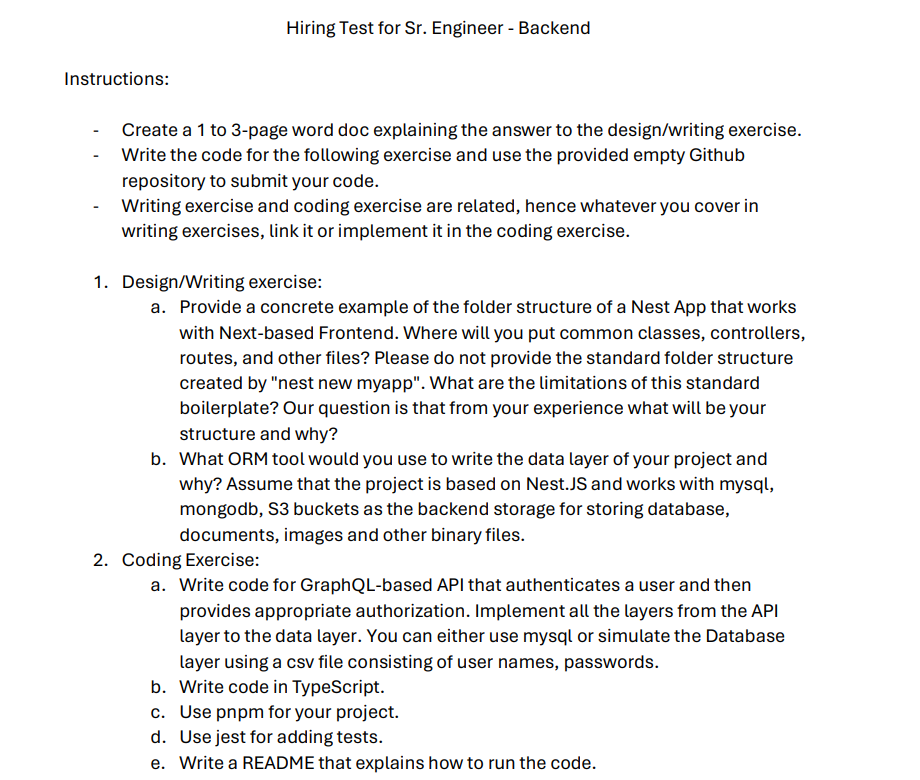 Hiring Test for Sr. Engineer - Backend
Instructions:
- Create a 1 to 3-page word doc explaining the answer to the design/writing exercise.
- Write the code for the following exercise and use the provided empty Github
repository to submit your code.
- Writing exercise and coding exercise are related, hence whatever you cover in
writing exercises, link it or implement it in the coding exercise.
1. Design/Writing exercise:
a. Provide a concrete example of the folder structure of a Nest App that works
with Next-based Frontend. Where will you put common classes, controllers,
routes, and other files? Please do not provide the standard folder structure
created by "nest new myapp". What are the limitations of this standard
boilerplate? Our question is that from your experience what will be your
structure and why?
b. What ORM tool would you use to write the data layer of your project and
why? Assume that the project is based on Nest.JS and works with mysql,
mongodb, S3 buckets as the backend storage for storing database,
documents, images and other binary files.
2. Coding Exercise:
a. Write code for GraphQL-based API that authenticates a user and then
provides appropriate authorization. Implement all the layers from the API
layer to the data layer. You can either use mysql or simulate the Database
layer using a csv file consisting of user names, passwords.
b. Write code in TypeScript.
c. Use pnpm for your project.
d. Use jest for adding tests.
e. Write a README that explains how to run the code.